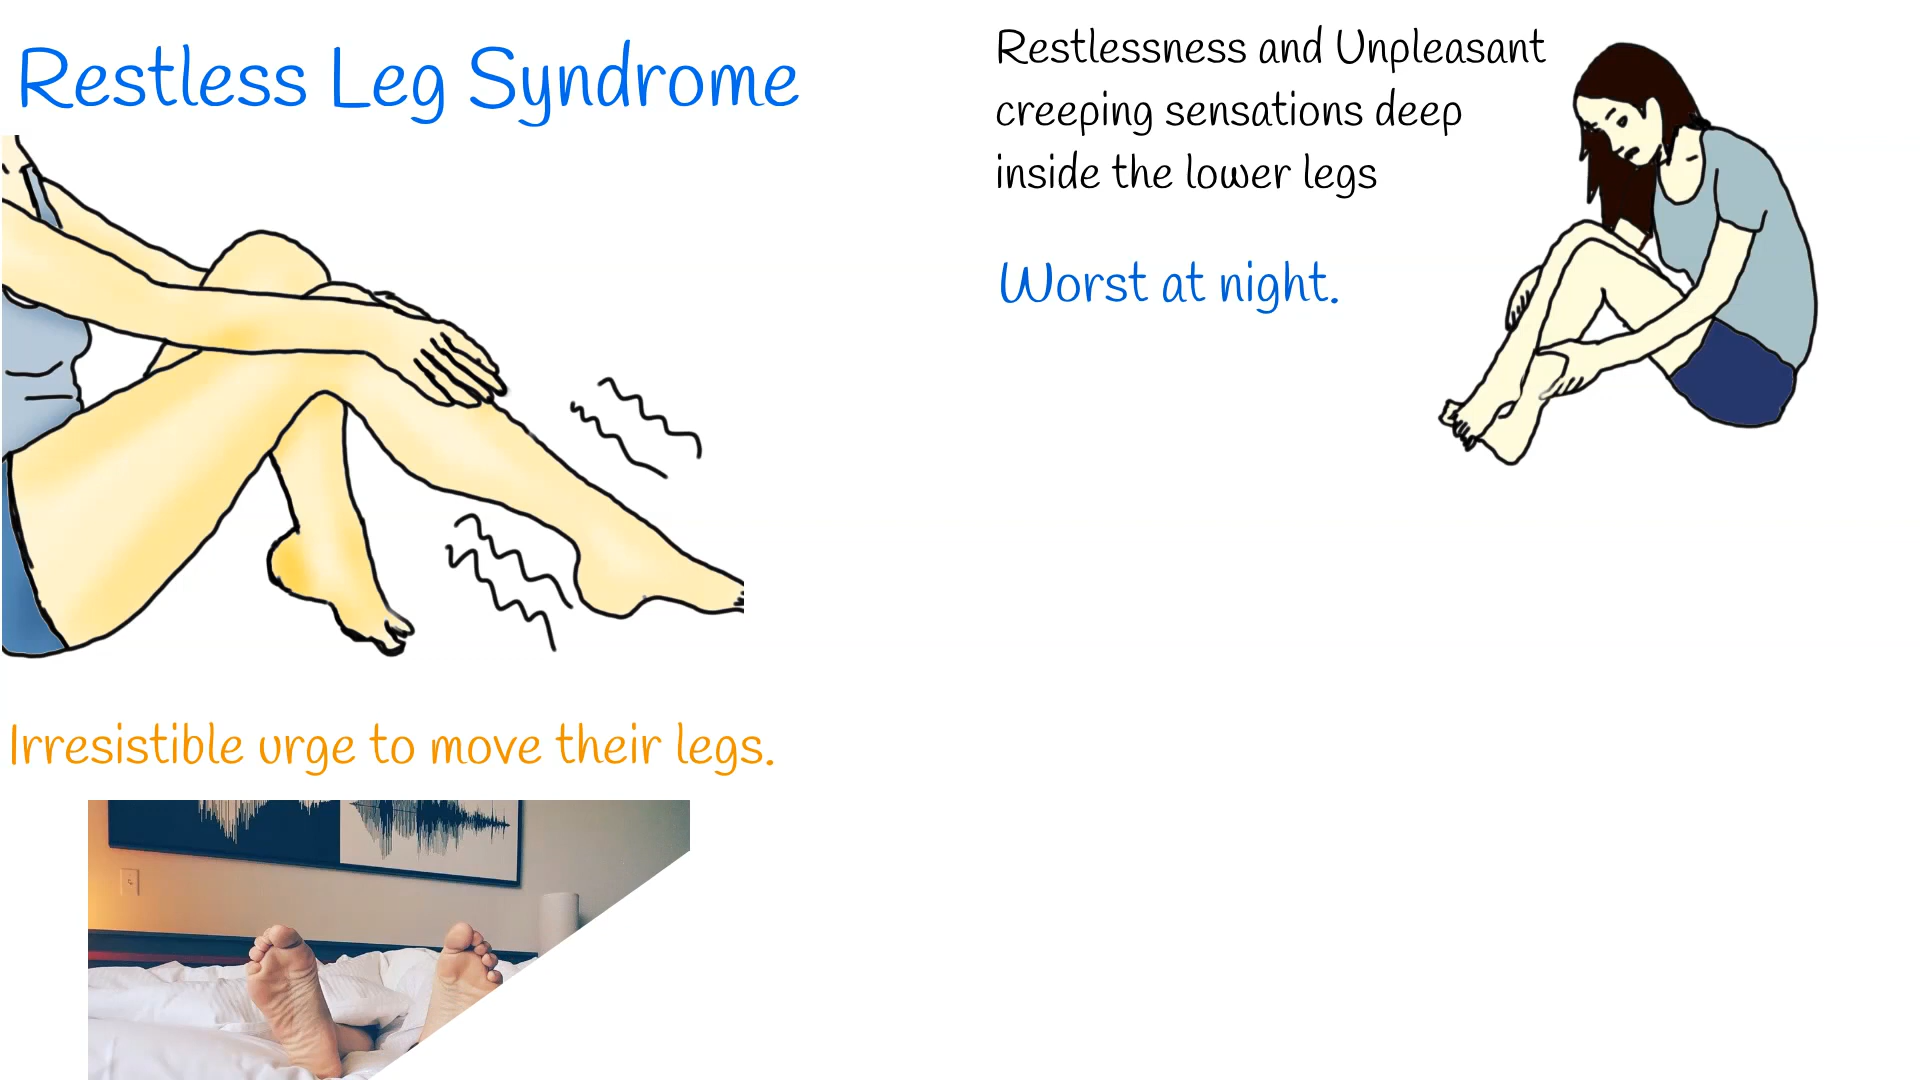 Restless Leg Syndrome
Irresistible urge to move their legs.
Restlessness and Unpleasant
creeping sensations deep
inside the lower legs
Worst at night.